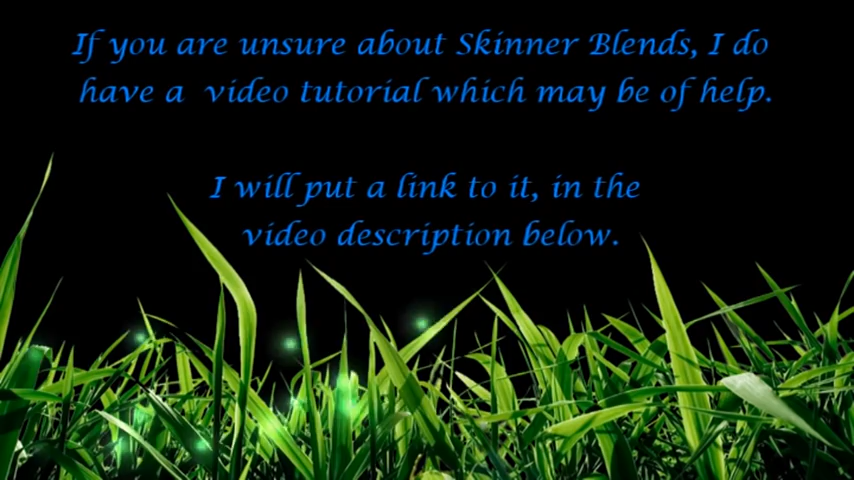 If you are unsure about Skinner Blends, I do
have a video tutorial which may be of help.
I will put a link to it, in the
video description below.